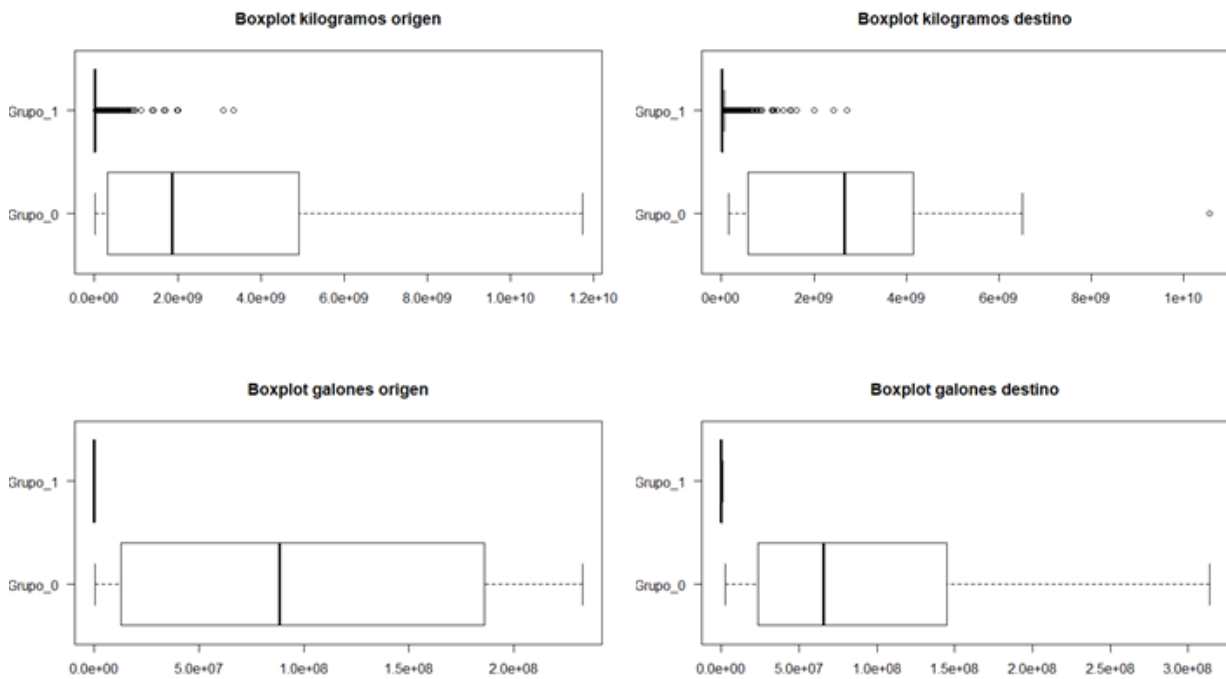 Boxplot kilogramos origen
Grupo_1
Grupo_0
0.0e+00 2.0e+09 4.0e+09 6.0e+09 8.0e+09 1.0e+10 1.2e+10
Boxplot kilogramos destino
Grupo_1
Grupo_0
0e+00 2e+09 4e+09 6e+09 8e+09 1e+10
Boxplot galones origen
Grupo_1
Grupo_0
0.0e+00 5.0e+07 1.0e+08 1.5e+08 2.0e+08
Boxplot galones destino
Grupo_1
Grupo_0
0.0e+00 5.0e+07 1.0e+08 1.5e+08 2.0e+08 2.5e+08 3.0e+08